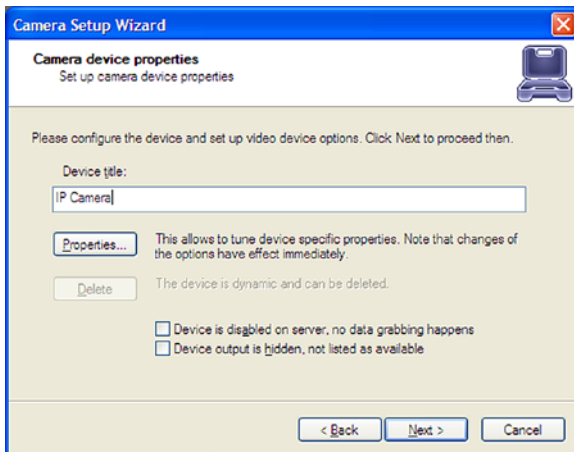 Camera Setup Wizard
Camera device properties
Set up camera device properties
Please configure the device and set up video device options. Click Next to proceed then.
Device title:
IP Camera
Properties...
This allows to tune device specific properties. Note that changes of
the options have effect immediately.
Delete
The device is dynamic and can be deleted.
Device is disabled on server, no data grabbing happens
Device output is hidden, not listed as available
< Back
Next >
Cancel